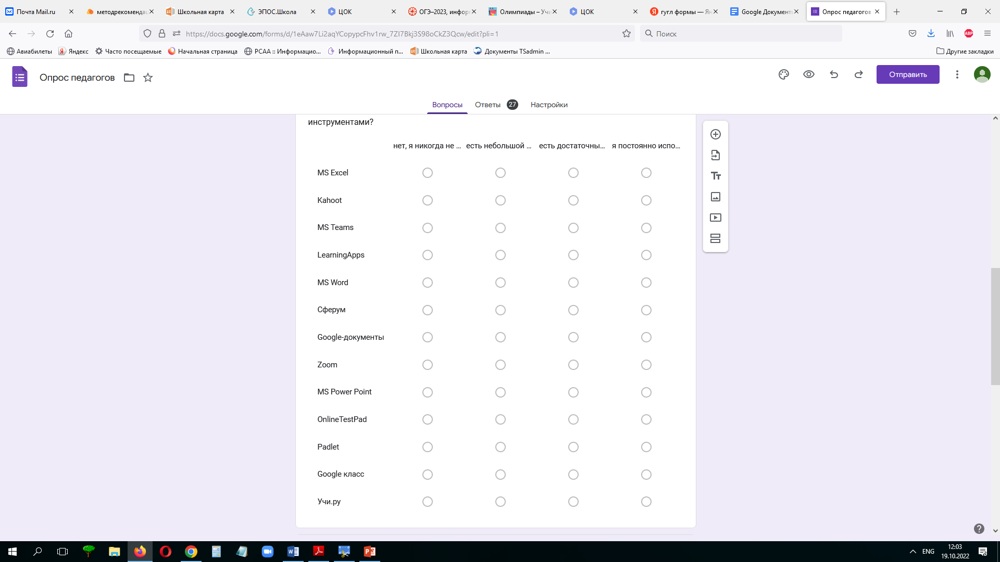 Почта Mail.ru
методрекоменда
Школьная карта
ЭПОС.Школа
ЦОК
ОГЭ–2023, инфор
Олимпиады – Учи
ЦОК
гугл формы — Ян
Google Документ
Опрос педагогов
https://docs.google.com/forms/d/1eAaw7Li2aqYCopypcFhv1rw_7ZI7Bkj3S98oCkZ3Qcw/edit?pli=1
Поиск
ABP
Авиабилеты
Яндекс
Часто посещаемые
Начальная страница
РСАА :: Информацио...
Информационный п...
Школьная карта
Документы TSadmin ...
Другие закладки
Опрос педагогов
Отправить
Вопросы
Ответы 27
Настройки
инструментами?
нет, я никогда не ... есть небольшой ... есть достаточны... я постоянно испо...
MS Excel
Kahoot
MS Teams
LearningApps
MS Word
Сферум
Google-документы
Zoom
MS Power Point
OnlineTestPad
Padlet
Google класс
Учи.ру
ENG
12:03
19.10.2022